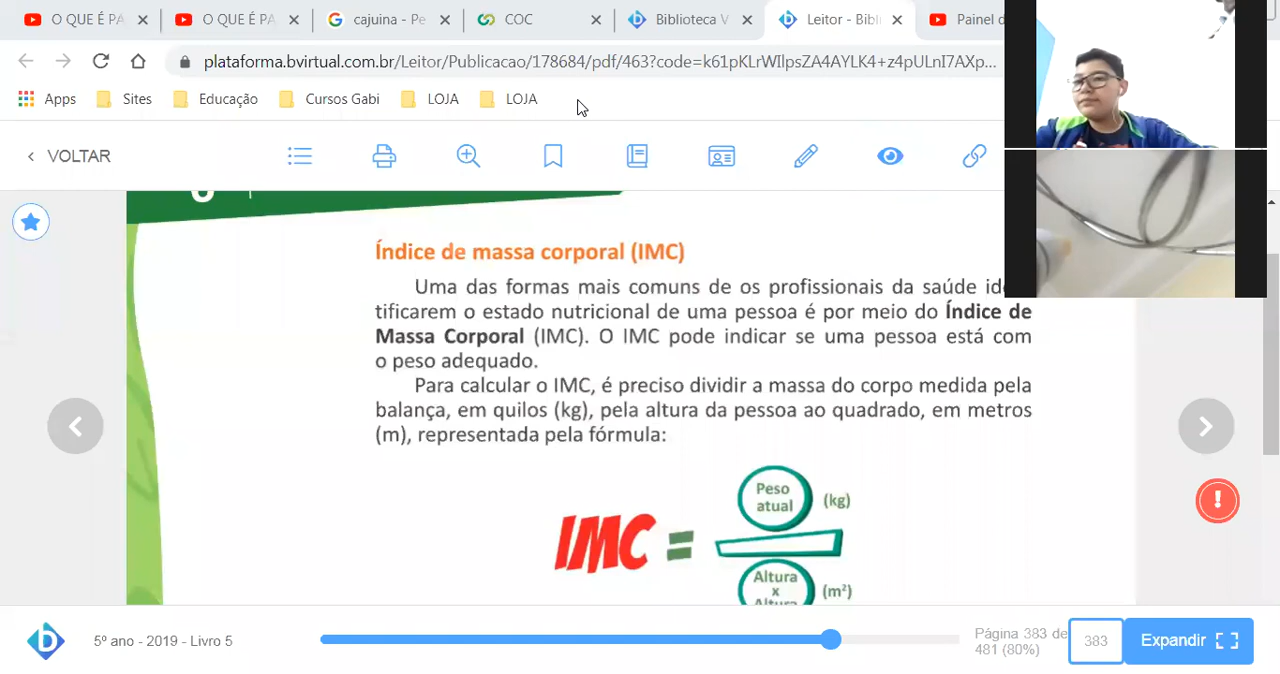 O QUE É PÁ
O QUE É PA
cajuina - Pe
COC
Biblioteca V
Leitor - Bibl
Painel d
plataforma.bvirtual.com.br/Leitor/Publicacao/178684/pdf/463?code=k61pKLrWIlpsZA4AYLK4+z4pULnI7AXp...
Apps
Sites
Educação
Cursos Gabi
LOJA
LOJA
VOLTAR
Índice de massa corporal (IMC)
Uma das formas mais comuns de os profissionais da saúde
tificarem o estado nutricional de uma pessoa é por meio do Índice de
Massa Corporal (IMC). O IMC pode indicar se uma pessoa está com
o peso adequado.
Para calcular o IMC, é preciso dividir a massa do corpo medida pela
balança, em quilos (kg), pela altura da pessoa ao quadrado, em metros
(m), representada pela fórmula:
Peso
atual (kg)
IMC =
Altura
x (m²)
Altura
5º ano - 2019 - Livro 5
Página 383 de
481 (80%)
383
Expandir